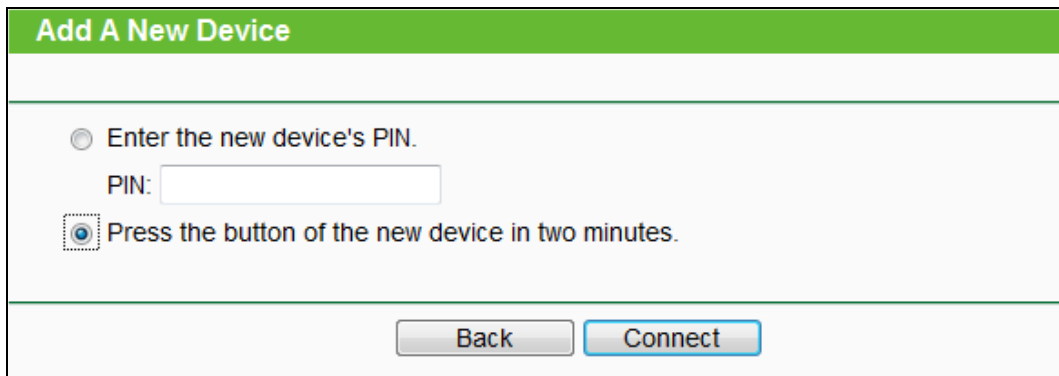 Add A New Device
Enter the new device's PIN.
PIN:
Press the button of the new device in two minutes.
Back Connect